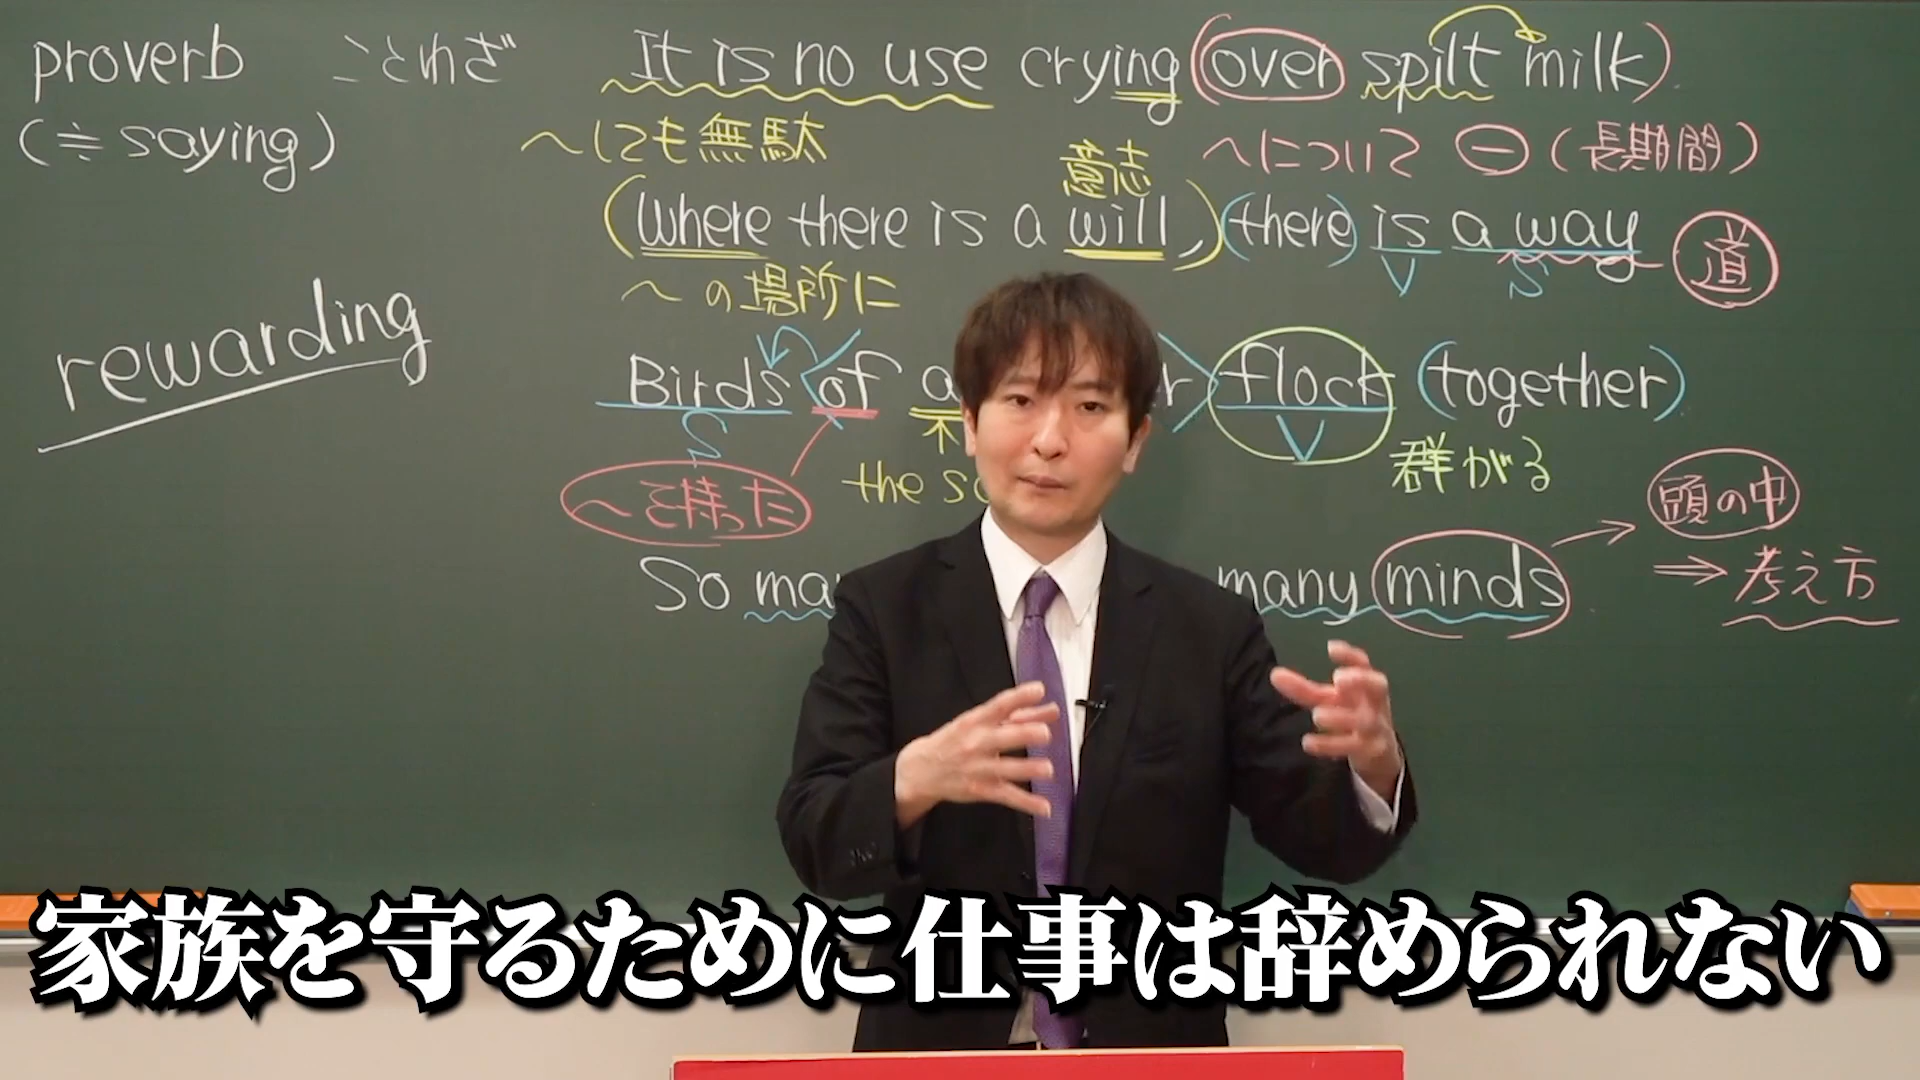 proverb ことわざ It is no use crying (over spilt milk)
(≒ saying) 〜しても無駄 〜について ㊀ (長期間)
意志
(Where there is a will,) (there) is a way 道
V S
〜の場所に
rewarding
Birds of flock (together)
S V
〜を持った the 群がる
頭の中
So many minds ⇒ 考え方
家族を守るために仕事は辞められない